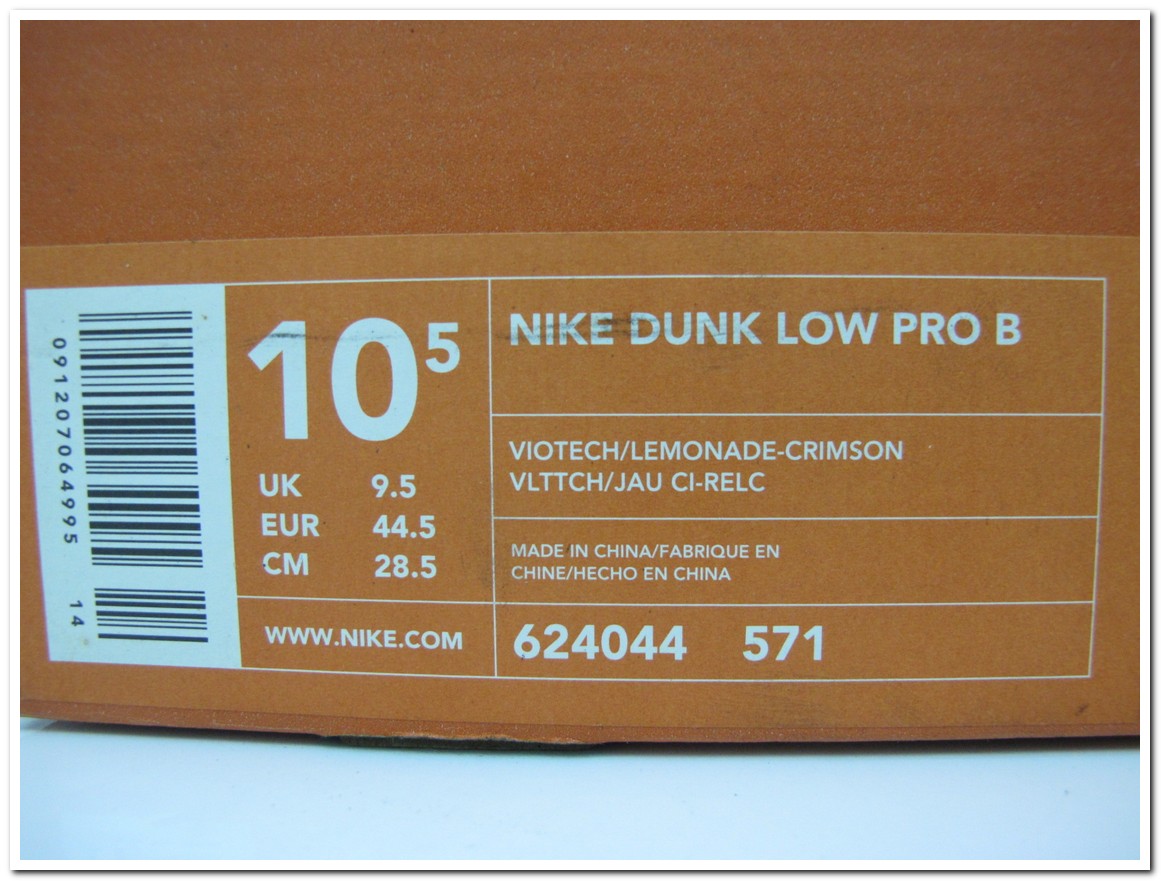 091207064995
14
10 5
UK 9.5
EUR 44.5
CM 28.5
WWW.NIKE.COM
NIKE DUNK LOW PRO B
VIOTECH/LEMONADE-CRIMSON
VLTTCH/JAU CI-RELC
MADE IN CHINA/FABRIQUE EN
CHINE/HECHO EN CHINA
624044 571